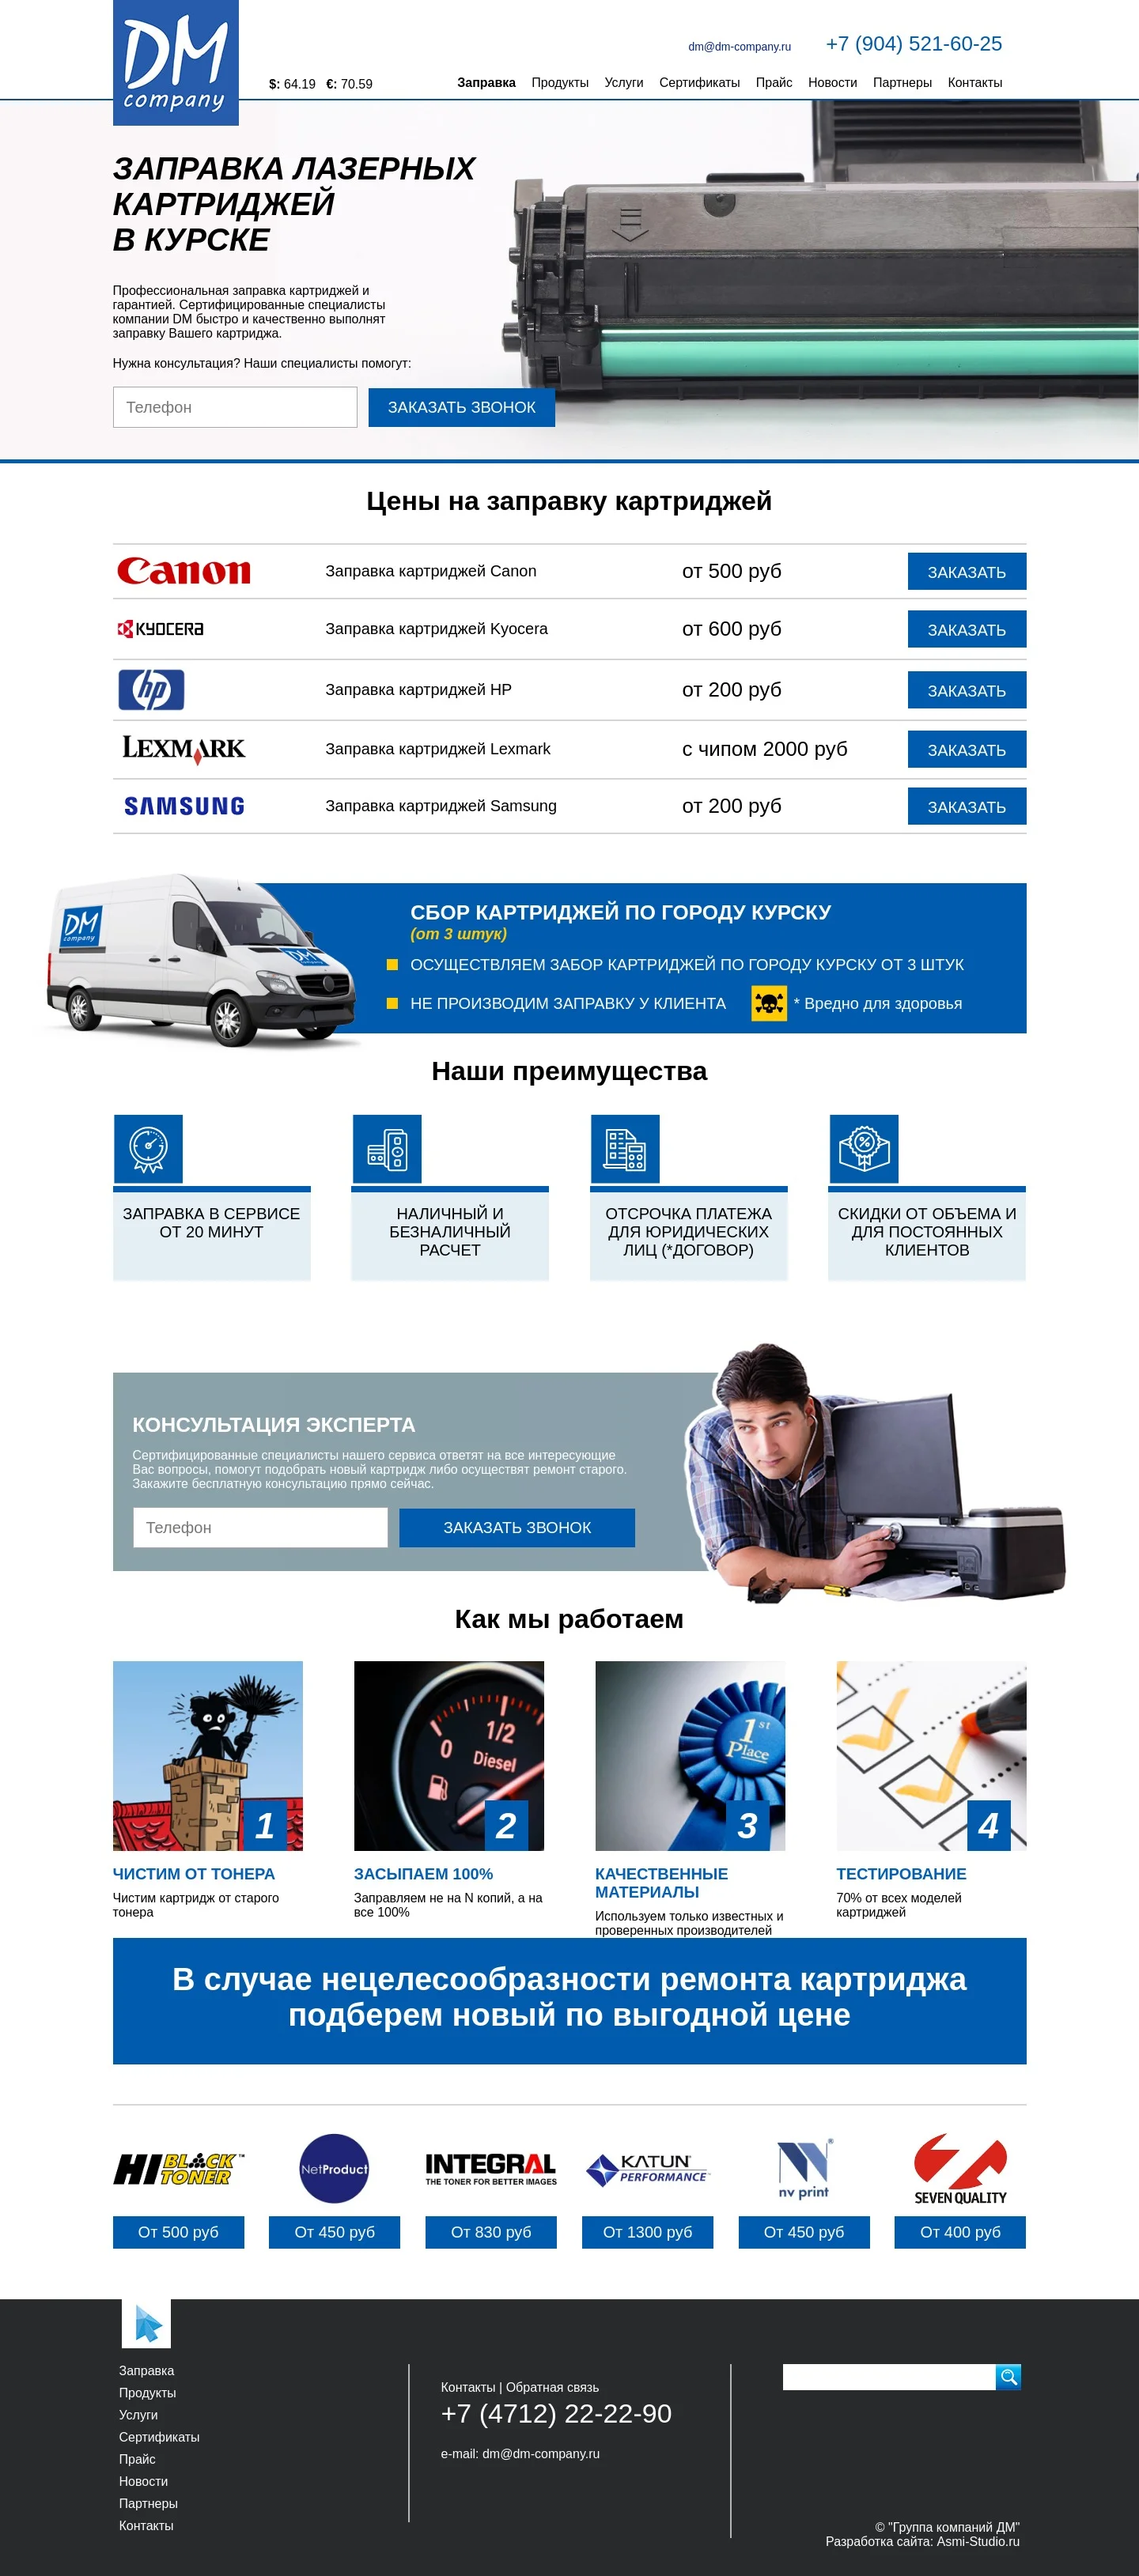 DM
company
dm@dm-company.ru
+7 (904) 521-60-25
$: 64.19 €: 70.59
Заправка Продукты Услуги Сертификаты Прайс Новости Партнеры Контакты
ЗАПРАВКА ЛАЗЕРНЫХ
КАРТРИДЖЕЙ
В КУРСКЕ
Профессиональная заправка картриджей и
гарантией. Сертифицированные специалисты
компании DM быстро и качественно выполнят
заправку Вашего картриджа.
Нужна консультация? Наши специалисты помогут:
Телефон
ЗАКАЗАТЬ ЗВОНОК
Цены на заправку картриджей
Canon Заправка картриджей Canon от 500 руб ЗАКАЗАТЬ
KYOCERA Заправка картриджей Kyocera от 600 руб ЗАКАЗАТЬ
hp Заправка картриджей HP от 200 руб ЗАКАЗАТЬ
LEXMARK Заправка картриджей Lexmark с чипом 2000 руб ЗАКАЗАТЬ
SAMSUNG Заправка картриджей Samsung от 200 руб ЗАКАЗАТЬ
DM
company
DM
СБОР КАРТРИДЖЕЙ ПО ГОРОДУ КУРСКУ
(от 3 штук)
ОСУЩЕСТВЛЯЕМ ЗАБОР КАРТРИДЖЕЙ ПО ГОРОДУ КУРСКУ ОТ 3 ШТУК
НЕ ПРОИЗВОДИМ ЗАПРАВКУ У КЛИЕНТА * Вредно для здоровья
Наши преимущества
ЗАПРАВКА В СЕРВИСЕ
ОТ 20 МИНУТ
НАЛИЧНЫЙ И
БЕЗНАЛИЧНЫЙ
РАСЧЕТ
ОТСРОЧКА ПЛАТЕЖА
ДЛЯ ЮРИДИЧЕСКИХ
ЛИЦ (*ДОГОВОР)
%
СКИДКИ ОТ ОБЪЕМА И
ДЛЯ ПОСТОЯННЫХ
КЛИЕНТОВ
КОНСУЛЬТАЦИЯ ЭКСПЕРТА
Сертифицированные специалисты нашего сервиса ответят на все интересующие
Вас вопросы, помогут подобрать новый картридж либо осуществят ремонт старого.
Закажите бесплатную консультацию прямо сейчас.
Телефон
ЗАКАЗАТЬ ЗВОНОК
Как мы работаем
1
ЧИСТИМ ОТ ТОНЕРА
Чистим картридж от старого
тонера
0 1/2
Diesel
2
ЗАСЫПАЕМ 100%
Заправляем не на N копий, а на
все 100%
1st
Place
3
КАЧЕСТВЕННЫЕ
МАТЕРИАЛЫ
Используем только известных и
проверенных производителей
4
ТЕСТИРОВАНИЕ
70% от всех моделей
картриджей
В случае нецелесообразности ремонта картриджа
подберем новый по выгодной цене
HI BLACK
TONER™
От 500 руб
NetProduct
От 450 руб
INTEGRAL
THE TONER FOR BETTER IMAGES
От 830 руб
KATUN®
PERFORMANCE™
От 1300 руб
nv print®
От 450 руб
SEVEN QUALITY
От 400 руб
Заправка
Продукты
Услуги
Сертификаты
Прайс
Новости
Партнеры
Контакты
Контакты | Обратная связь
+7 (4712) 22-22-90
e-mail: dm@dm-company.ru
© "Группа компаний ДМ"
Разработка сайта: Asmi-Studio.ru